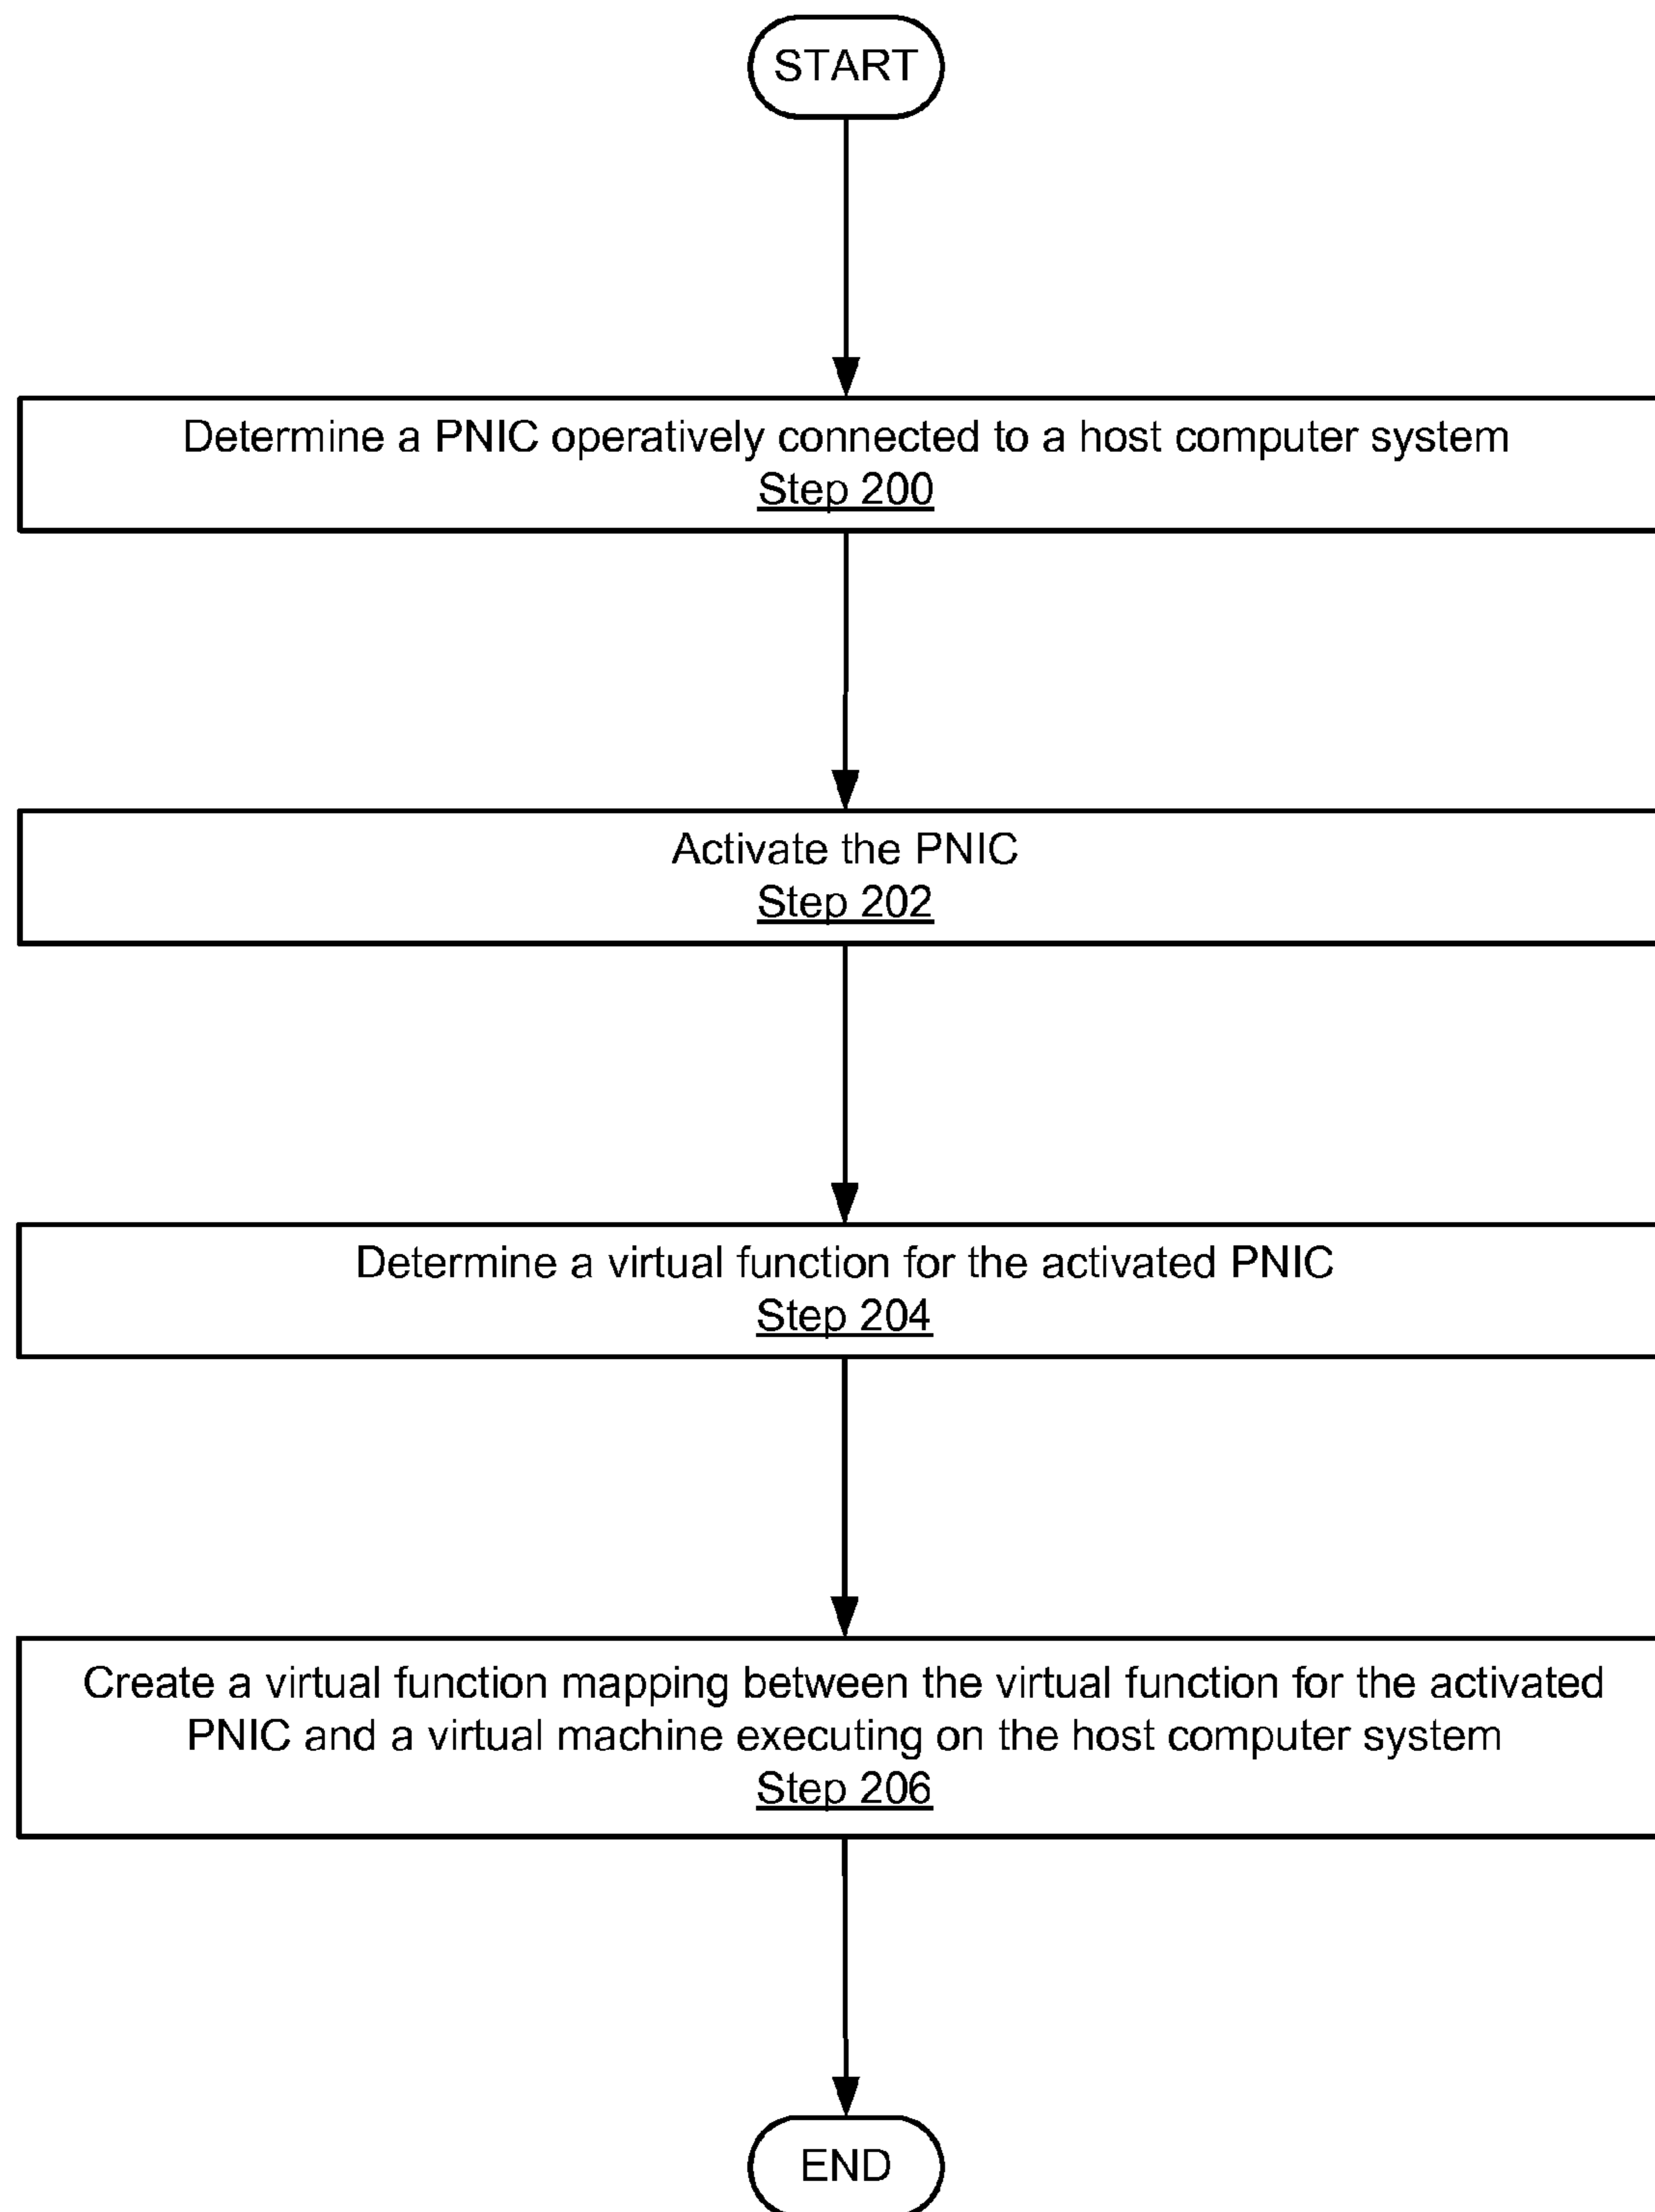 START
Determine a PNIC operatively connected to a host computer system
Step 200
Activate the PNIC
Step 202
Determine a virtual function for the activated PNIC
Step 204
Create a virtual function mapping between the virtual function for the activated
PNIC and a virtual machine executing on the host computer system
Step 206
END